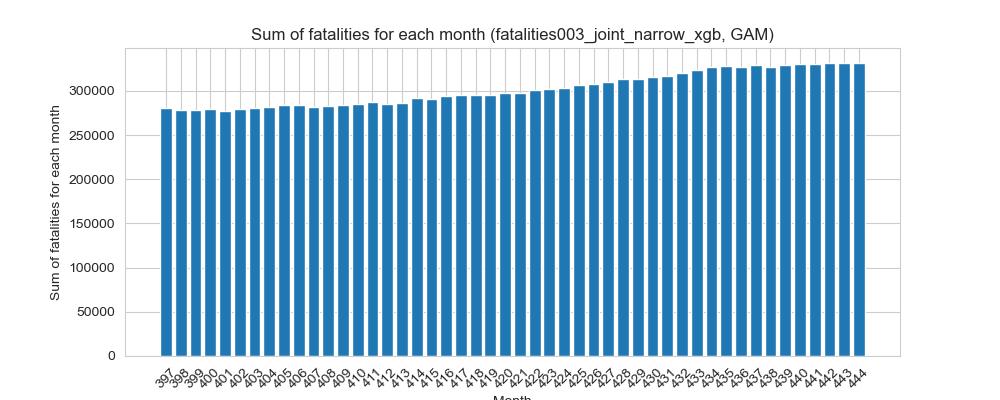 Sum of fatalities for each month (fatalities003_joint_narrow_xgb, GAM)
Sum of fatalities for each month
300000
250000
200000
150000
100000
50000
0
397 398 399 400 401 402 403 404 405 406 407 408 409 410 411 412 413 414 415 416 417 418 419 420 421 422 423 424 425 426 427 428 429 430 431 432 433 434 435 436 437 438 439 440 441 442 443 444
Month